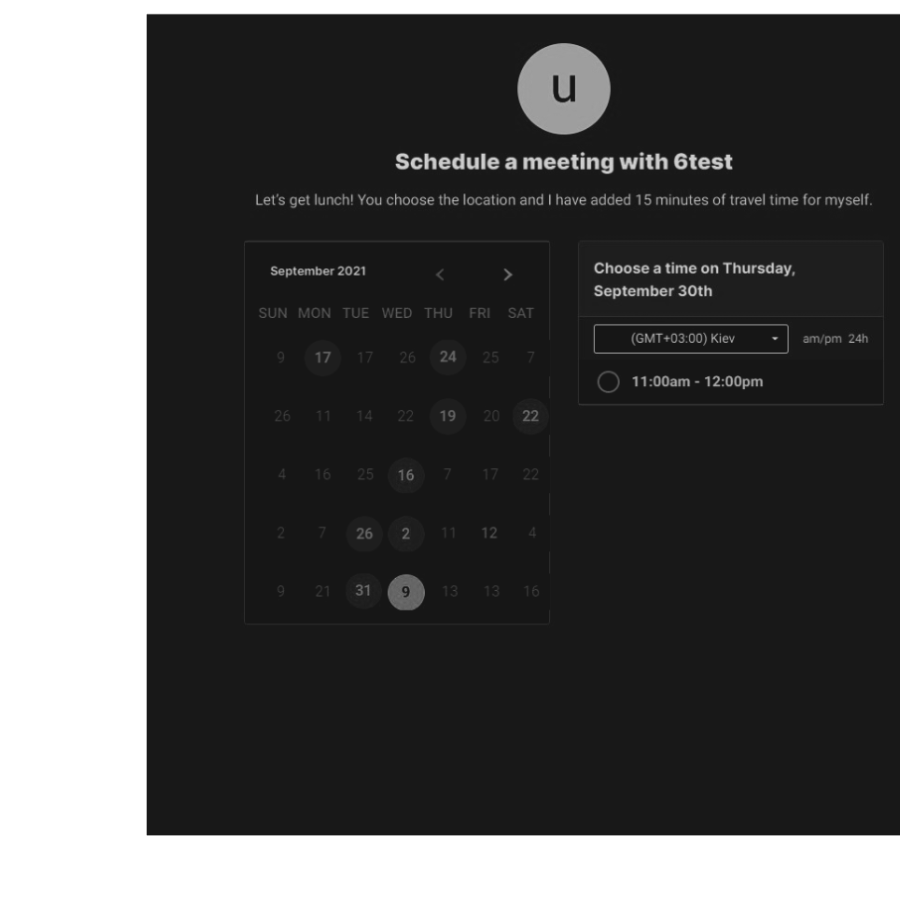 u
Schedule a meeting with 6test
Let's get lunch! You choose the location and I have added 15 minutes of travel time for myself.
September 2021
SUN MON TUE WED THU FRI SAT
9 17 17 26 24 25 7
26 11 14 22 19 20 22
4 16 25 16 7 17 22
2 7 26 2 11 12 4
9 21 31 9 13 13 16
Choose a time on Thursday,
September 30th
(GMT+03:00) Kiev am/pm 24h
11:00am - 12:00pm